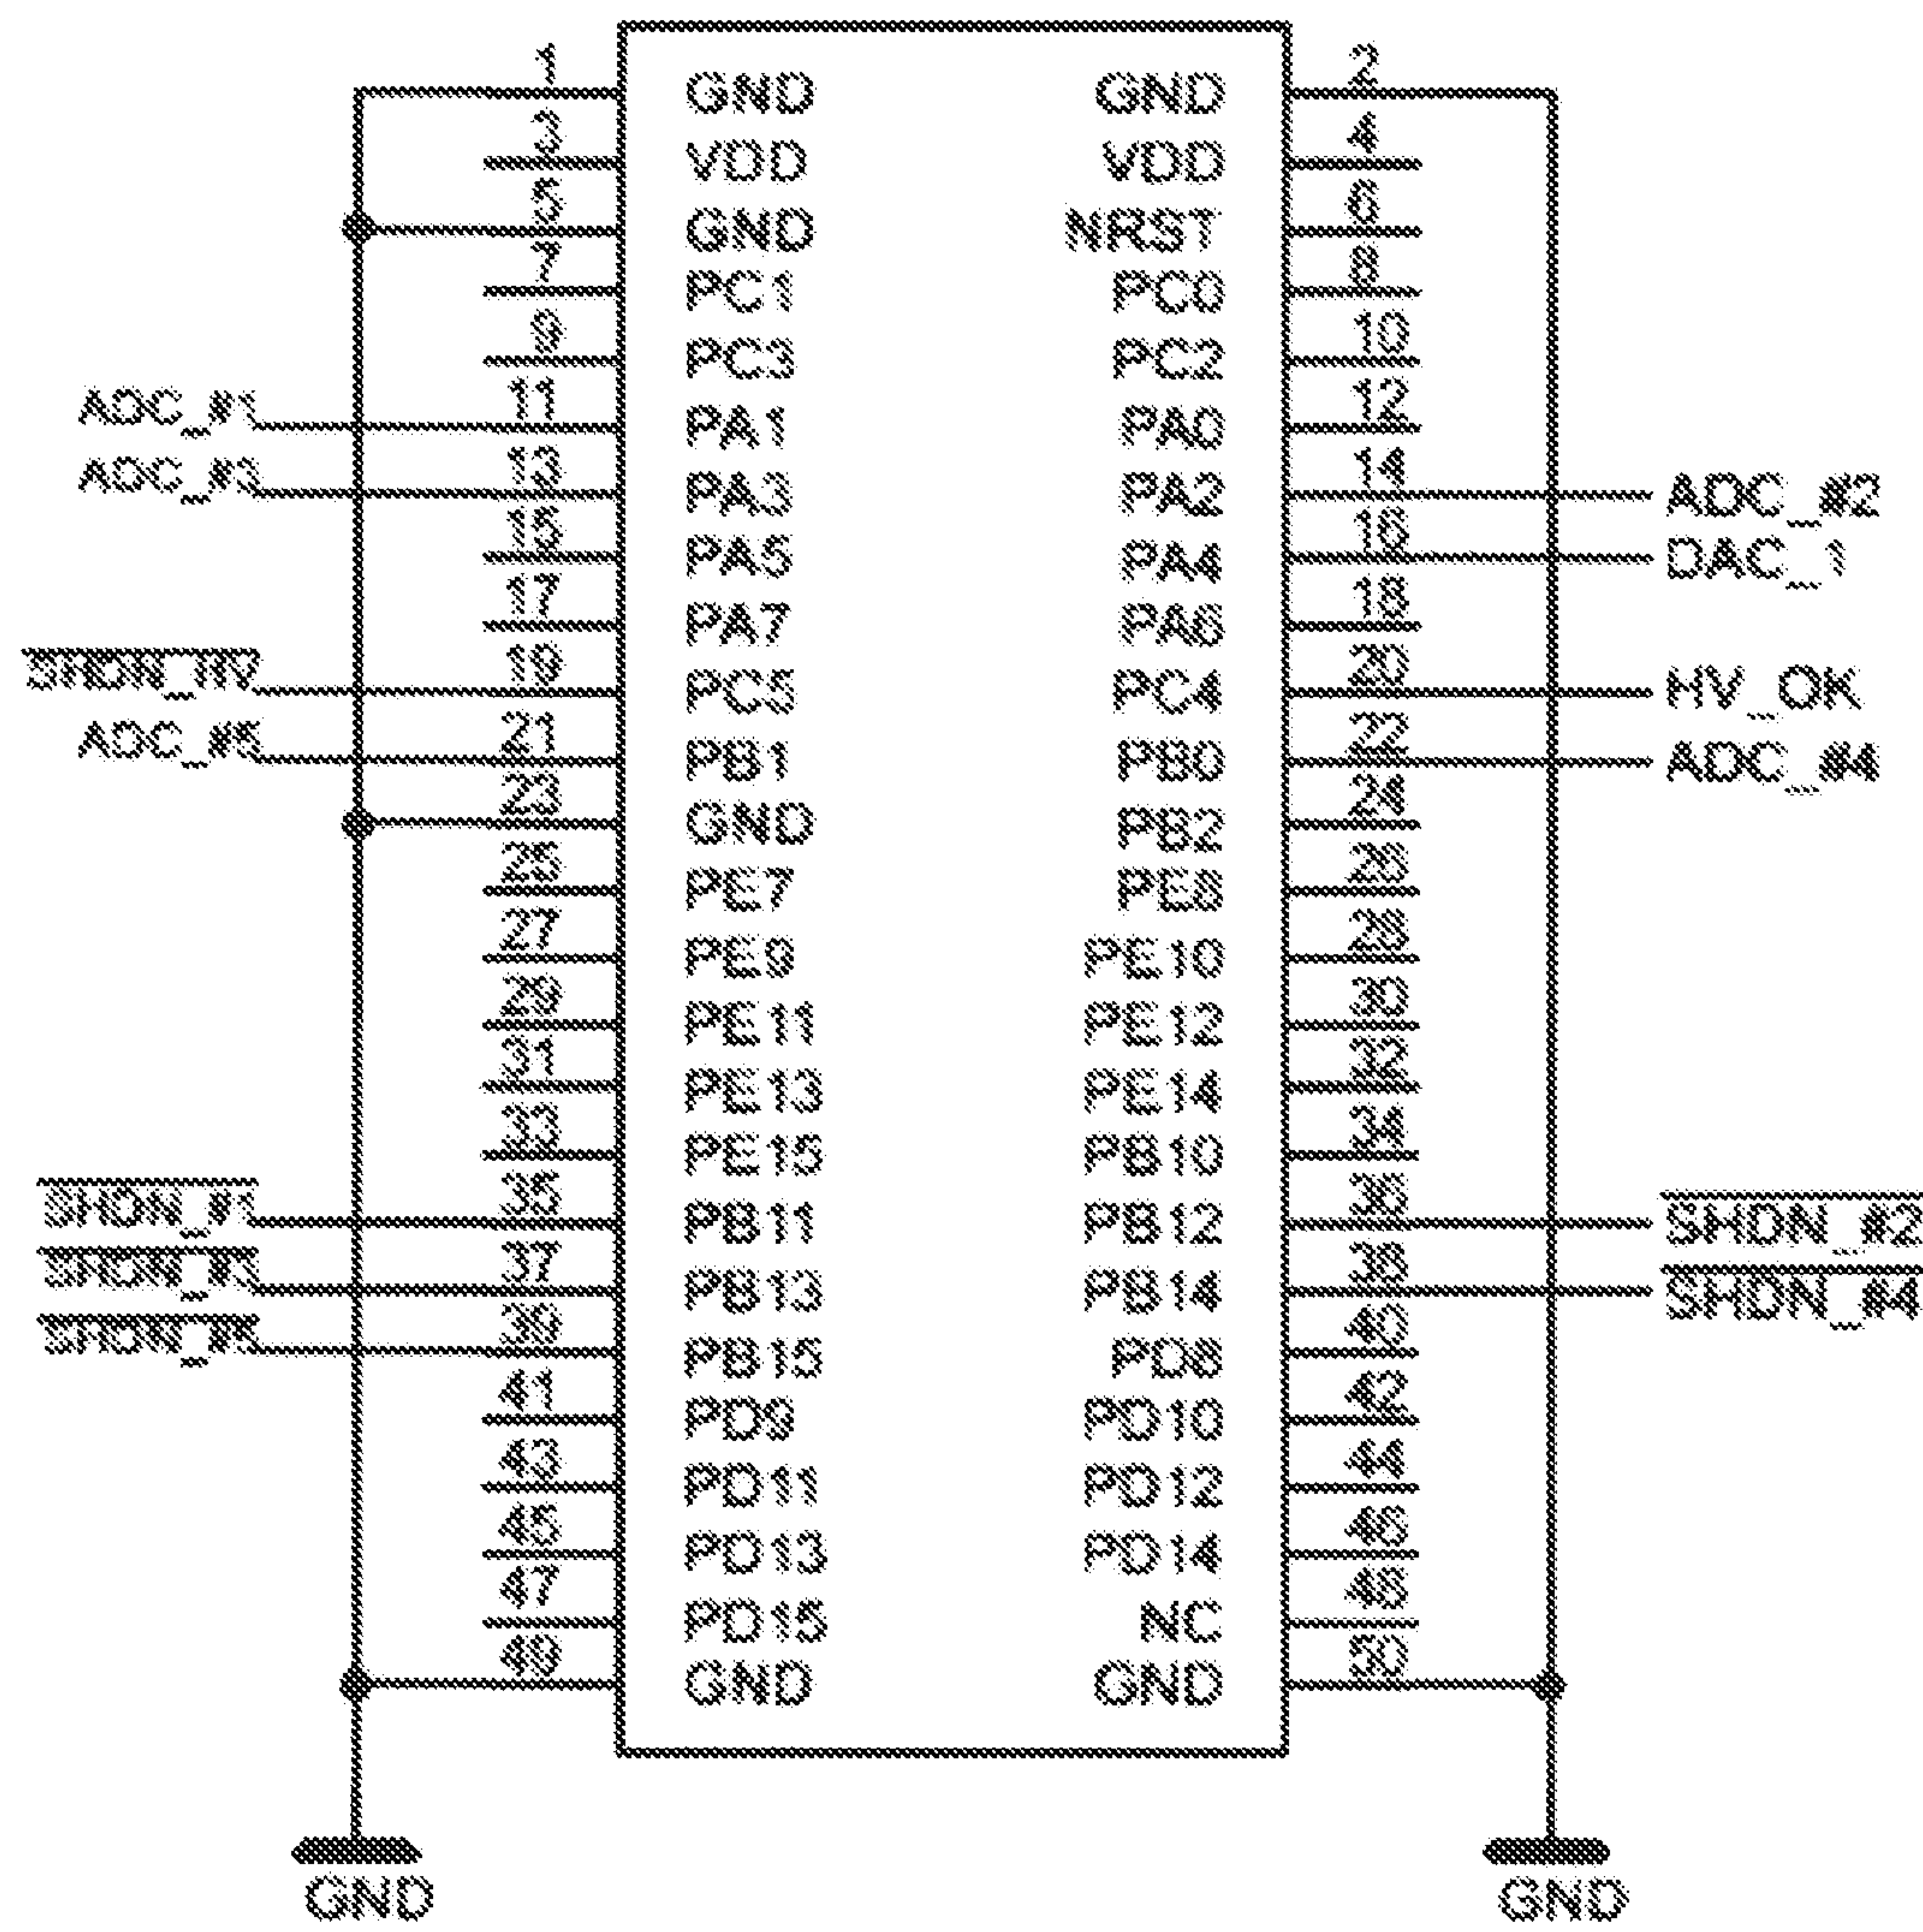 1 GND GND 2
3 VDD VDD 4
5 GND NRST 6
7 PC1 PC0 8
9 PC3 PC2 10
ADC_#1 11 PA1 PA0 12
ADC_#3 13 PA3 PA2 14 ADC_#2
15 PA5 PA4 16 DAC_1
17 PA7 PA6 18
SHDN_HV 19 PC5 PC4 20 HV_OK
ADC_#5 21 PB1 PB0 22 ADC_#4
23 GND PB2 24
25 PE7 PE8 26
27 PE9 PE10 28
29 PE11 PE12 30
31 PE13 PE14 32
33 PE15 PB10 34
SHDN_#1 35 PB11 PB12 36 SHDN_#2
SHDN_#3 37 PB13 PB14 38 SHDN_#4
SHDN_#5 39 PB15 PD8 40
41 PD9 PD10 42
43 PD11 PD12 44
45 PD13 PD14 46
47 PD15 NC 48
49 GND GND 50
GND GND